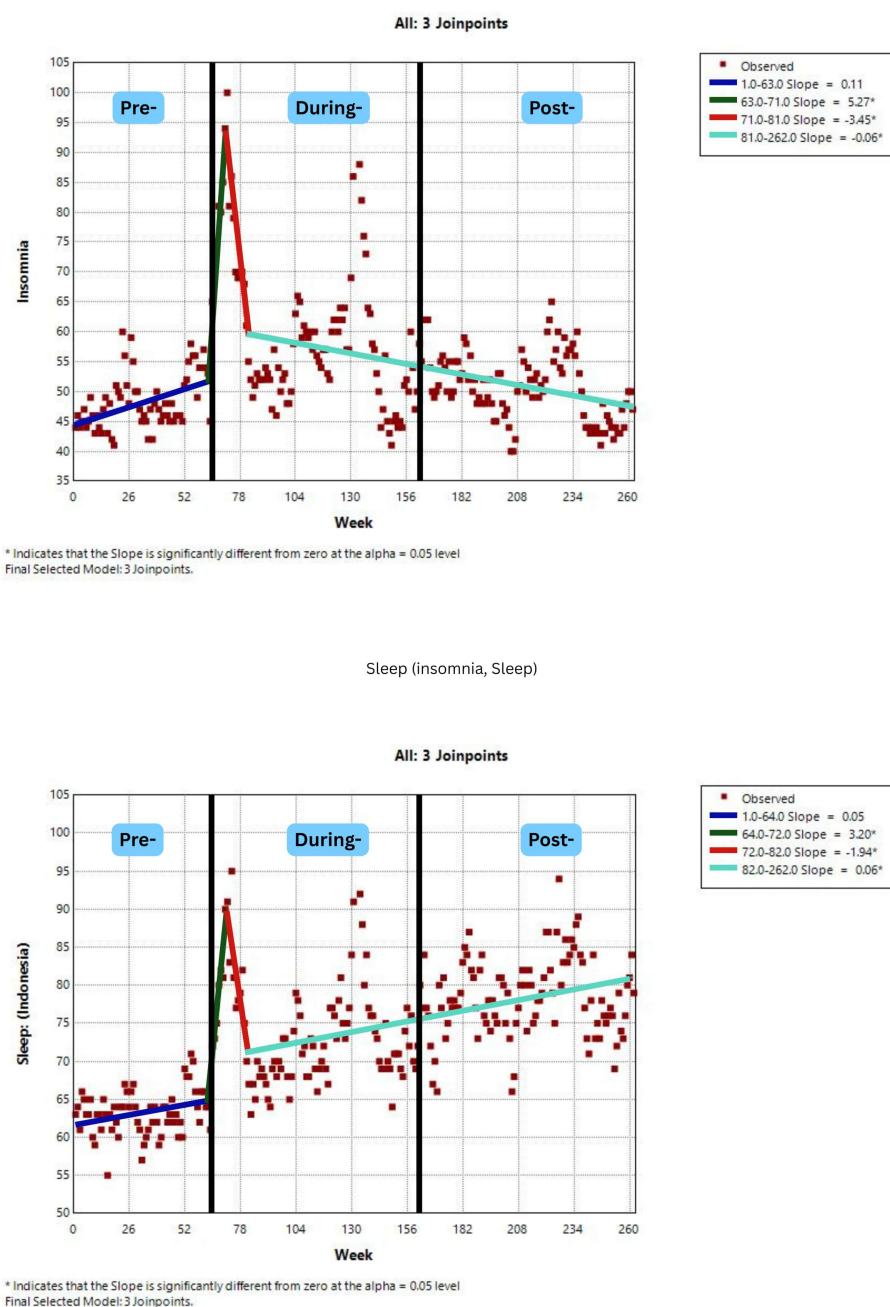 All: 3 Joinpoints
105
100
95
90
85
80
75
70
65
60
55
50
45
40
35
Insomnia
Pre-
During-
Post-
0 26 52 78 104 130 156 182 208 234 260
Week
Observed
1.0-63.0 Slope = 0.11
63.0-71.0 Slope = 5.27*
71.0-81.0 Slope = -3.45*
81.0-262.0 Slope = -0.06*
* Indicates that the Slope is significantly different from zero at the alpha = 0.05 level
Final Selected Model: 3 Joinpoints.
Sleep (insomnia, Sleep)
All: 3 Joinpoints
105
100
95
90
85
80
75
70
65
60
55
50
Sleep: (Indonesia)
Pre-
During-
Post-
0 26 52 78 104 130 156 182 208 234 260
Week
Observed
1.0-64.0 Slope = 0.05
64.0-72.0 Slope = 3.20*
72.0-82.0 Slope = -1.94*
82.0-262.0 Slope = 0.06*
* Indicates that the Slope is significantly different from zero at the alpha = 0.05 level
Final Selected Model: 3 Joinpoints.